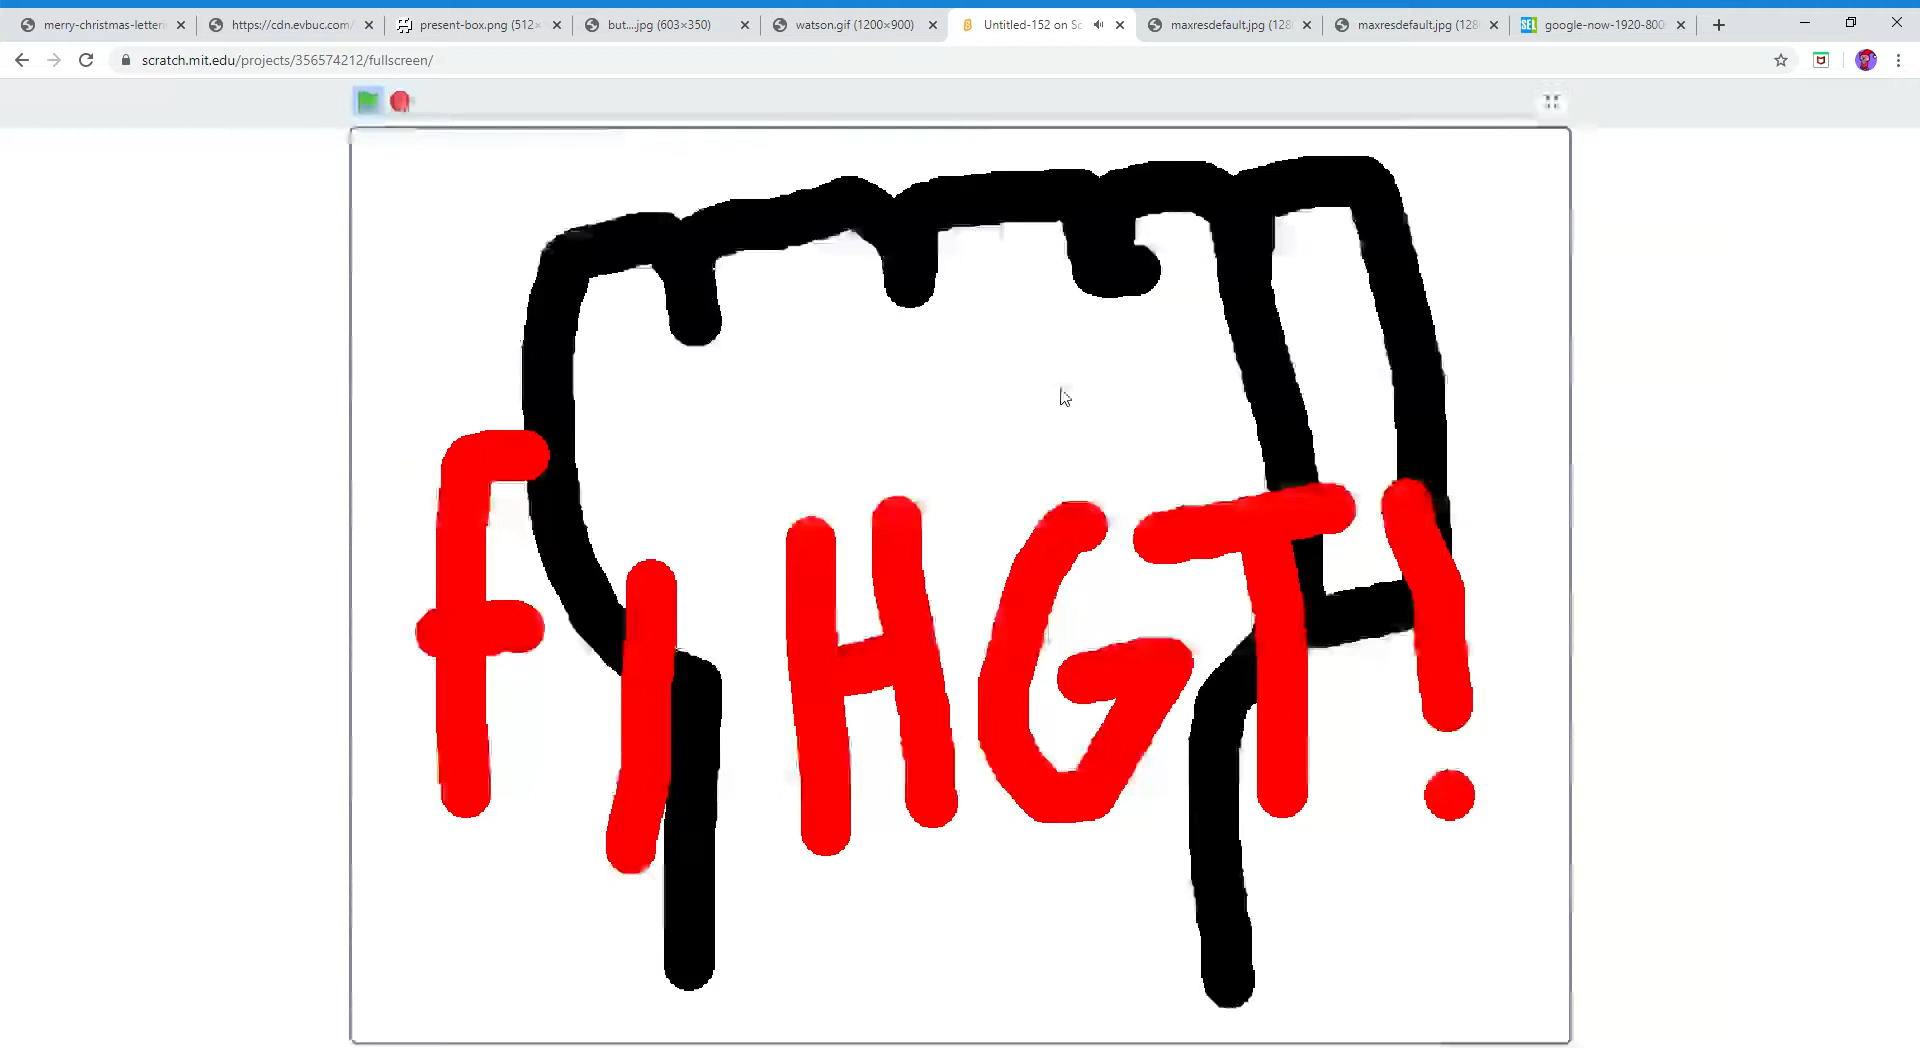 merry-christmas-letteri
https://cdn.evbuc.com/
present-box.png (512×
but...jpg (603×350)
watson.gif (1200×900)
Untitled-152 on Sc
maxresdefault.jpg (128
maxresdefault.jpg (128
SEL google-now-1920-800
scratch.mit.edu/projects/356574212/fullscreen/
fIHGT!